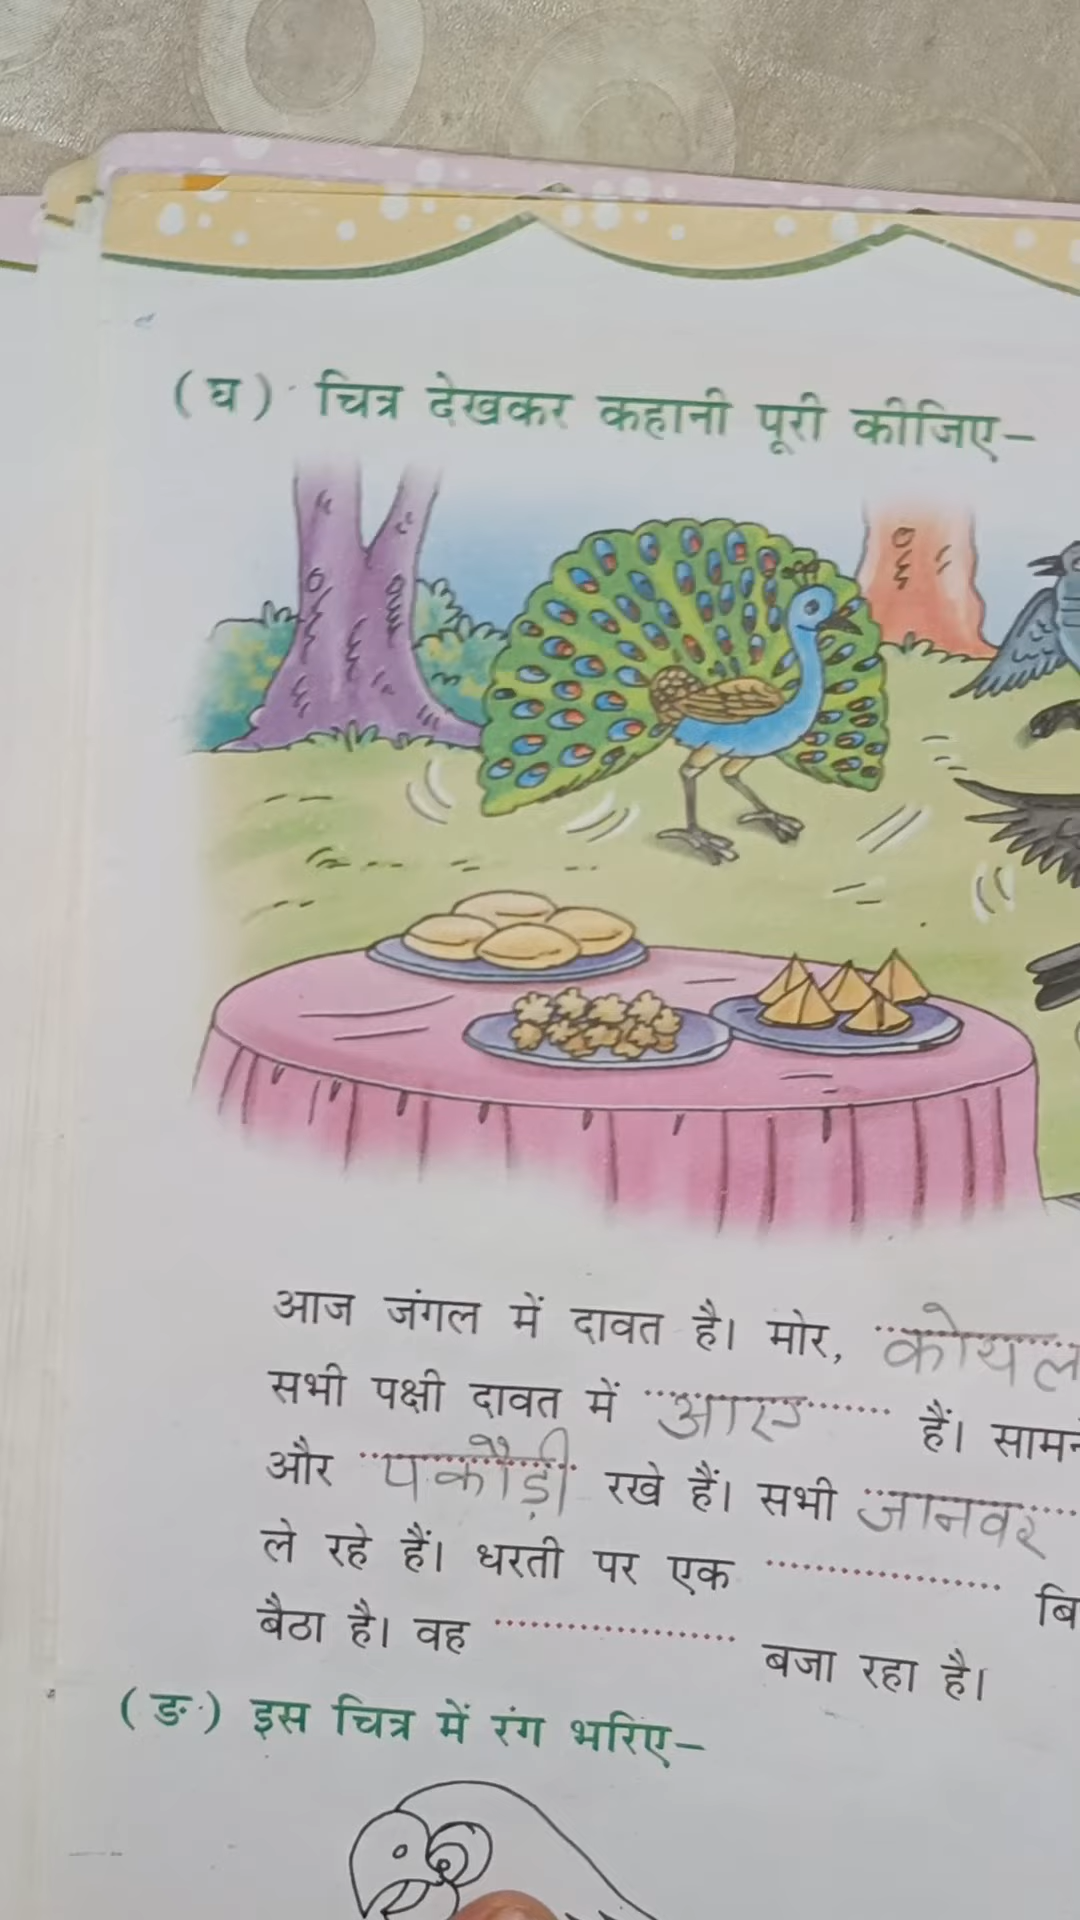 (घ) चित्र देखकर कहानी पूरी कीजिए–
आज जंगल में दावत है। मोर, कोयल
सभी पक्षी दावत में आए हैं। सामने
और पकौड़ी रखे हैं। सभी जानवर
ले रहे हैं। धरती पर एक .................... 
बैठा है। वह .................... बजा रहा है।
(ङ) इस चित्र में रंग भरिए–